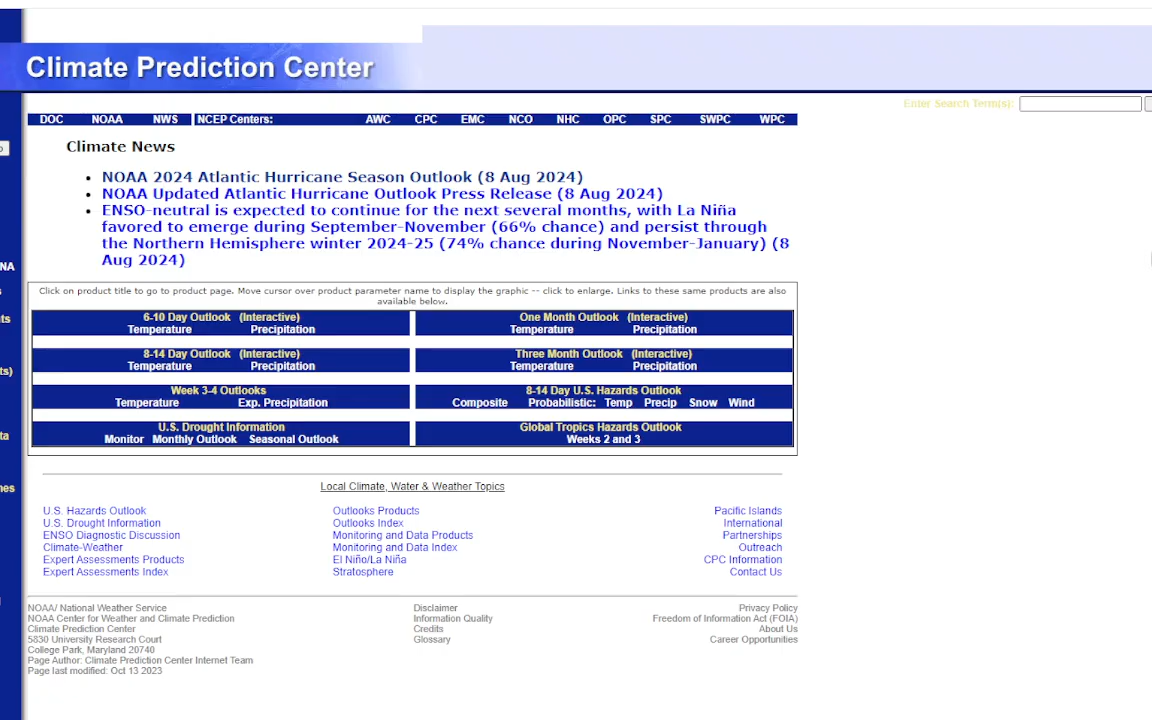 Climate Prediction Center
Enter Search Term(s):
DOC NOAA NWS NCEP Centers: AWC CPC EMC NCO NHC OPC SPC SWPC WPC
Climate News
• NOAA 2024 Atlantic Hurricane Season Outlook (8 Aug 2024)
• NOAA Updated Atlantic Hurricane Outlook Press Release (8 Aug 2024)
• ENSO-neutral is expected to continue for the next several months, with La Niña
favored to emerge during September-November (66% chance) and persist through
the Northern Hemisphere winter 2024-25 (74% chance during November-January) (8
Aug 2024)
Click on product title to go to product page. Move cursor over product parameter name to display the graphic -- click to enlarge. Links to these same products are also
available below.
6-10 Day Outlook (Interactive) One Month Outlook (Interactive)
Temperature Precipitation Temperature Precipitation
8-14 Day Outlook (Interactive) Three Month Outlook (Interactive)
Temperature Precipitation Temperature Precipitation
Week 3-4 Outlooks 8-14 Day U.S. Hazards Outlook
Temperature Exp. Precipitation Composite Probabilistic: Temp Precip Snow Wind
U.S. Drought Information Global Tropics Hazards Outlook
Monitor Monthly Outlook Seasonal Outlook Weeks 2 and 3
Local Climate, Water & Weather Topics
U.S. Hazards Outlook Outlooks Products Pacific Islands
U.S. Drought Information Outlooks Index International
ENSO Diagnostic Discussion Monitoring and Data Products Partnerships
Climate-Weather Monitoring and Data Index Outreach
Expert Assessments Products El Niño/La Niña CPC Information
Expert Assessments Index Stratosphere Contact Us
NOAA/ National Weather Service Disclaimer Privacy Policy
NOAA Center for Weather and Climate Prediction Information Quality Freedom of Information Act (FOIA)
Climate Prediction Center Credits About Us
5830 University Research Court Glossary Career Opportunities
College Park, Maryland 20740
Page Author: Climate Prediction Center Internet Team
Page last modified: Oct 13 2023